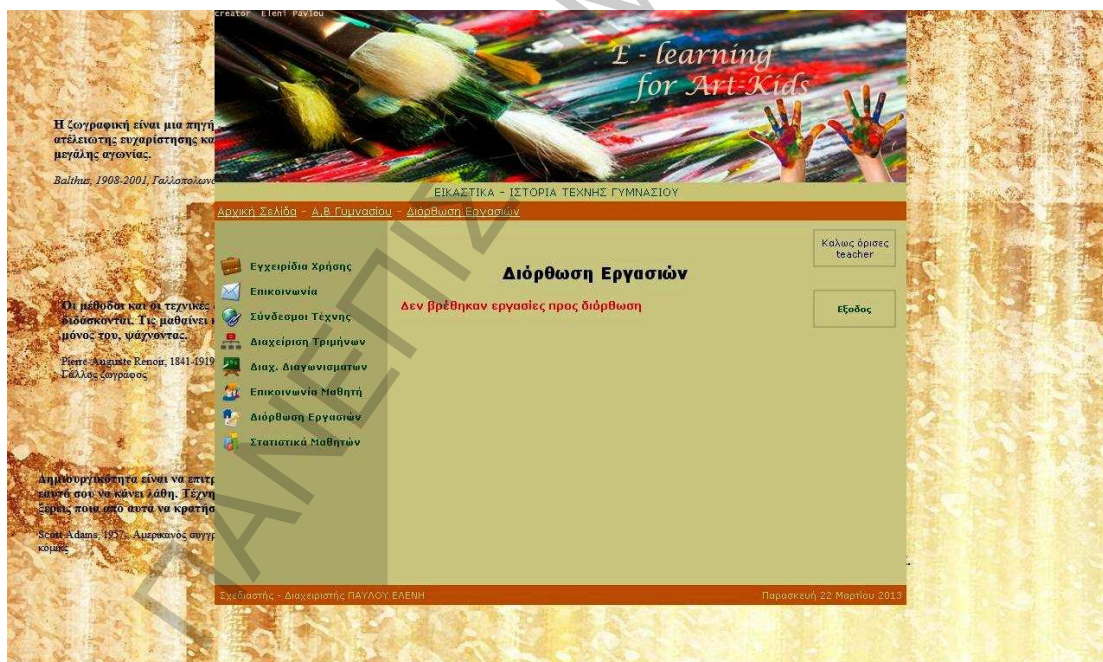 creator Eleni Pavlou
E - learning
for Art-Kids
Η ζωγραφική είναι μια πηγή
ατέλειωτης ευχαρίστησης κα
μεγάλης αγωνίας.
Balthus, 1908-2001, Γαλλοπολων
ΕΙΚΑΣΤΙΚΑ - ΙΣΤΟΡΙΑ ΤΕΧΝΗΣ ΓΥΜΝΑΣΙΟΥ
Αρχική Σελίδα - Α,Β Γυμνασίου - Διόρθωση Εργασιών
Καλως όρισες
teacher
Εξοδος
Διόρθωση Εργασιών
Δεν βρέθηκαν εργασίες προς διόρθωση
Εγχειρίδια Χρήσης
Επικοινωνία
Σύνδεσμοι Τέχνης
Διαχείριση Τριμήνων
Διαχ. Διαγωνισματων
Επικοινωνία Μαθητή
Διόρθωση Εργασιών
Στατιστικά Μαθητών
Οι μέθοδοι και οι τεχνικές
διδάσκονται. Τις μαθαίνει
μόνος του, ψάχνοντας.
Pierre-Auguste Renoir, 1841-1919
Γάλλος ζωγράφος
Δημιουργικότητα είναι να επιτρ
εαυτό σου να κάνει λάθη. Τέχνη
ξέρεις ποια από αυτά να κρατήσ
Scott Adams, 1957-, Αμερικανός συγγρ
κόμικς
Σχεδιαστής - Διαχειριστής ΠΑΥΛΟΥ ΕΛΕΝΗ
Παρασκευή 22 Μαρτίου 2013
ΠΑΝΕΠΙΣ